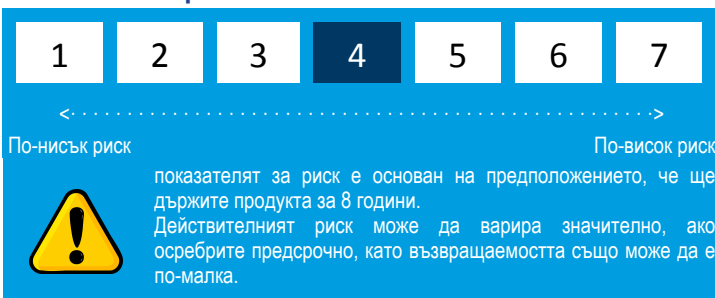 1 2 3 4 5 6 7
<· · · · · · · · · · · · · · · · · · · · · · · · · · · · · · · · · · · · · · · · · · · · · · · · · · · ·>
По-нисък риск По-висок риск
показателят за риск е основан на предположението, че ще
държите продукта за 8 години.
Действителният риск може да варира значително, ако
осребрите предсрочно, като възвращаемостта също може да е
по-малка.